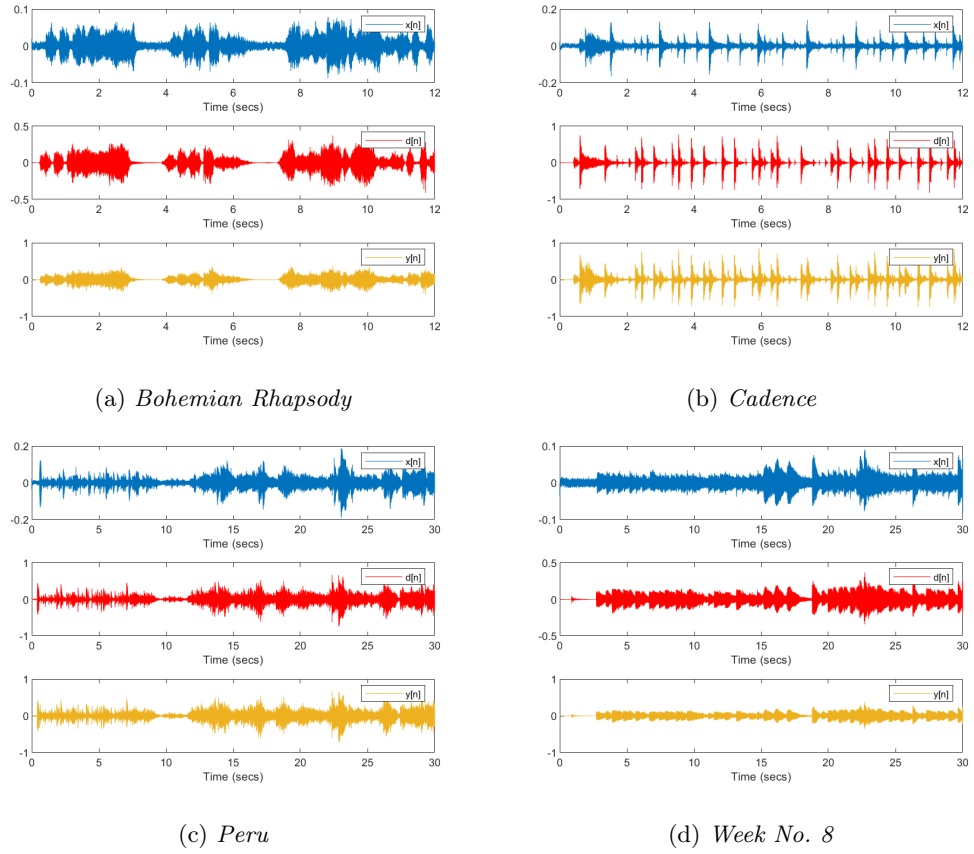 0.1
x[n]
0
-0.1
0 2 4 6 8 10 12
Time (secs)
0.5
d[n]
0
-0.5
0 2 4 6 8 10 12
Time (secs)
1
y[n]
0
-1
0 2 4 6 8 10 12
Time (secs)
(a) Bohemian Rhapsody
0.2
x[n]
0
-0.2
0 2 4 6 8 10 12
Time (secs)
1
d[n]
0
-1
0 2 4 6 8 10 12
Time (secs)
1
y[n]
0
-1
0 2 4 6 8 10 12
Time (secs)
(b) Cadence
0.2
x[n]
0
-0.2
0 5 10 15 20 25 30
Time (secs)
1
d[n]
0
-1
0 5 10 15 20 25 30
Time (secs)
1
y[n]
0
-1
0 5 10 15 20 25 30
Time (secs)
(c) Peru
0.1
x[n]
0
-0.1
0 5 10 15 20 25 30
Time (secs)
0.5
d[n]
0
-0.5
0 5 10 15 20 25 30
Time (secs)
1
y[n]
0
-1
0 5 10 15 20 25 30
Time (secs)
(d) Week No. 8